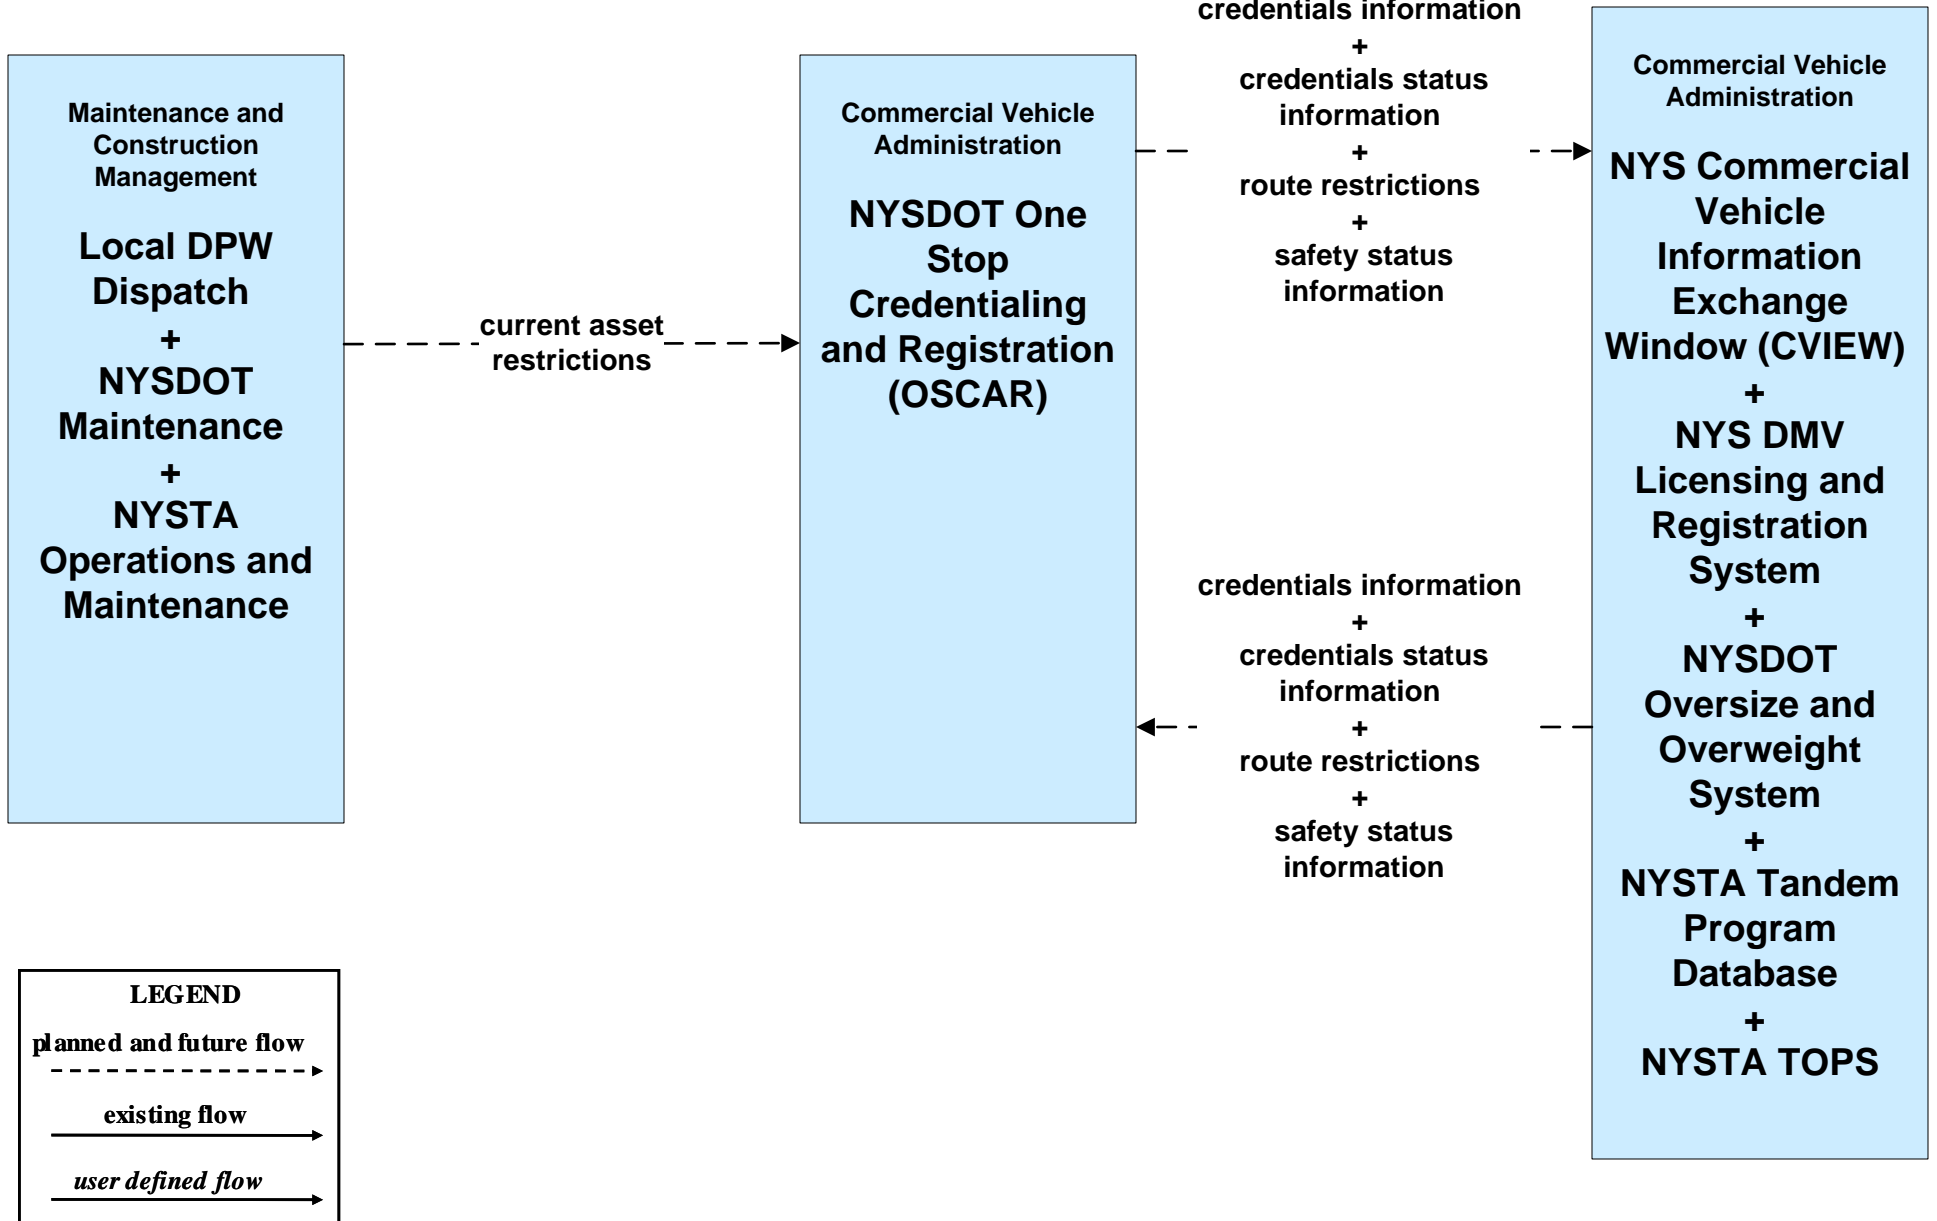 Maintenance and
Construction
Management
Local DPW
Dispatch
+
NYSDOT
Maintenance
+
NYSTA
Operations and
Maintenance
current asset
restrictions
Commercial Vehicle
Administration
NYSDOT One
Stop
Credentialing
and Registration
(OSCAR)
credentials information
+
credentials status
information
+
route restrictions
+
safety status
information
credentials information
+
credentials status
information
+
route restrictions
+
safety status
information
Commercial Vehicle
Administration
NYS Commercial
Vehicle
Information
Exchange
Window (CVIEW)
+
NYS DMV
Licensing and
Registration
System
+
NYSDOT
Oversize and
Overweight
System
+
NYSTA Tandem
Program
Database
+
NYSTA TOPS
LEGEND
planned and future flow
existing flow
user defined flow